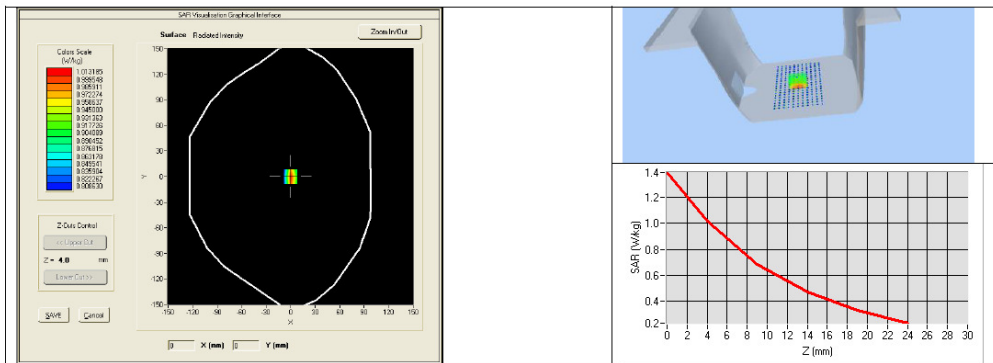 SAR Visualisation Graphical Interface
Surface Radiated Intensity
Zoom In/Out
Colors Scale
(W/kg)
1.013185
0.999548
0.985911
0.972274
0.958637
0.945000
0.931363
0.917726
0.904089
0.890452
0.876815
0.863178
0.849541
0.835904
0.822267
0.808630
Z-Cuts Control
<< Upper Cut
Z = 4.0 mm
Lower Cut >>
SAVE Cancel
150
120
90
60
30
0
-30
-60
-90
-120
-150
Y
-150 -120 -90 -60 -30 0 30 60 90 120 150
X
0 X (mm) 0 Y (mm)
1.4
1.2
1.0
0.8
0.6
0.4
0.2
SAR (W/kg)
0 2 4 6 8 10 12 14 16 18 20 22 24 26 28 30
Z (mm)